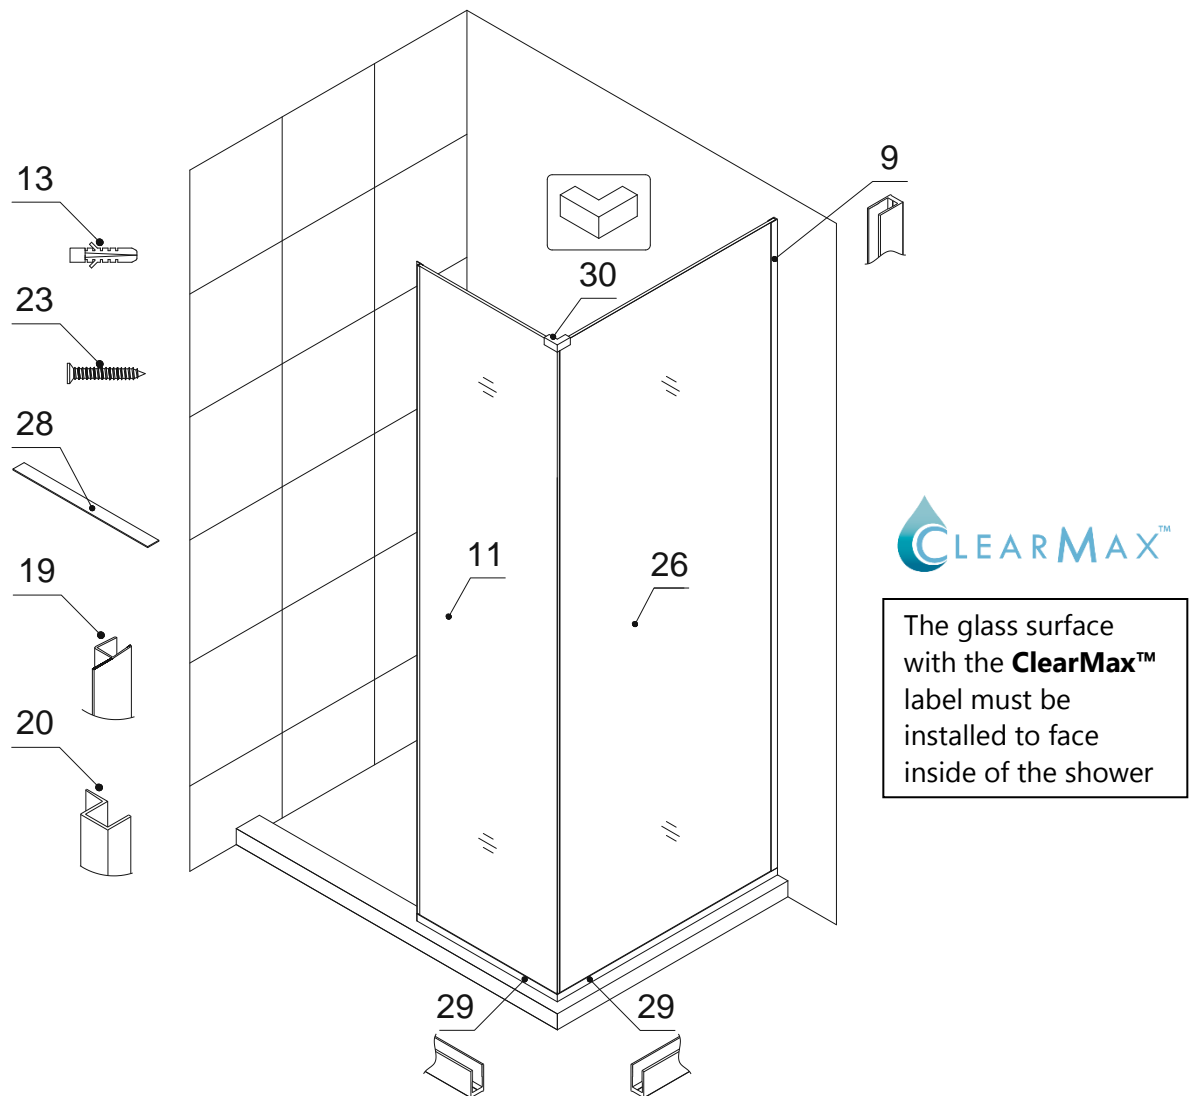 13
9
30
23
28
11
26
19
20
CLEARMAX™
The glass surface
with the ClearMax™
label must be
installed to face
inside of the shower
29
29